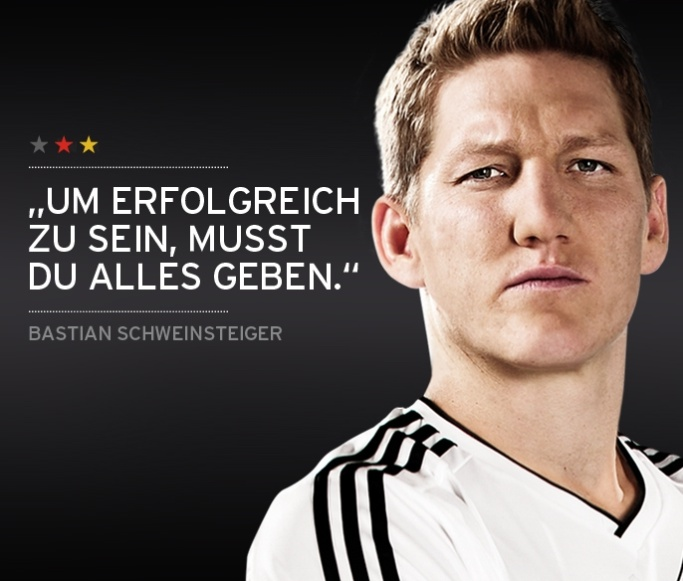 „UM ERFOLGREICH
ZU SEIN, MUSST
DU ALLES GEBEN.“
BASTIAN SCHWEINSTEIGER